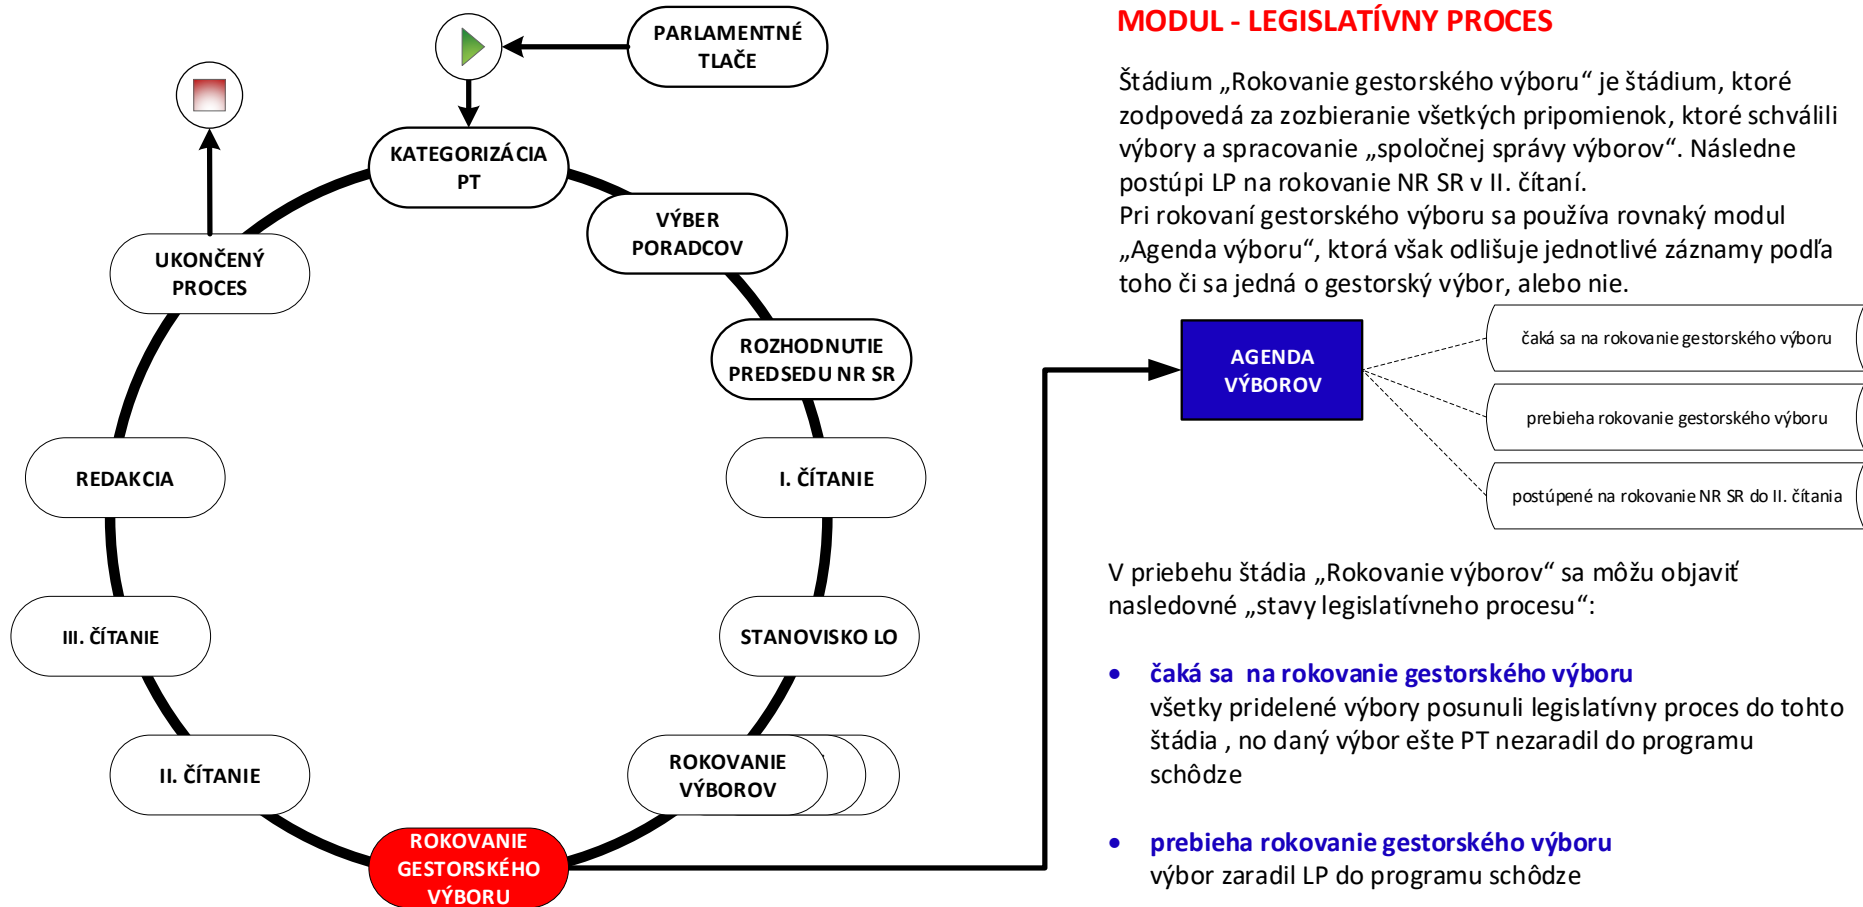 PARLAMENTNÉ
TLAČE
KATEGORIZÁCIA
PT
VÝBER
PORADCOV
UKONČENÝ
PROCES
ROZHODNUTIE
PREDSEDU NR SR
REDAKCIA
I. ČÍTANIE
III. ČÍTANIE
STANOVISKO LO
II. ČÍTANIE
ROKOVANIE
VÝBOROV
ROKOVANIE
GESTORSKÉHO
VÝBORU
MODUL - LEGISLATÍVNY PROCES
Štádium „Rokovanie gestorského výboru“ je štádium, ktoré
zodpovedá za zozbieranie všetkých pripomienok, ktoré schválili
výbory a spracovanie „spoločnej správy výborov“. Následne
postúpi LP na rokovanie NR SR v II. čítaní.
Pri rokovaní gestorského výboru sa používa rovnaký modul
„Agenda výboru“, ktorá však odlišuje jednotlivé záznamy podľa
toho či sa jedná o gestorský výbor, alebo nie.
AGENDA
VÝBOROV
čaká sa na rokovanie gestorského výboru
prebieha rokovanie gestorského výboru
postúpené na rokovanie NR SR do II. čítania
V priebehu štádia „Rokovanie výborov“ sa môžu objaviť
nasledovné „stavy legislatívneho procesu“:
• čaká sa  na rokovanie gestorského výboru
všetky pridelené výbory posunuli legislatívny proces do tohto
štádia , no daný výbor ešte PT nezaradil do programu
schôdze
• prebieha rokovanie gestorského výboru
výbor zaradil LP do programu schôdze